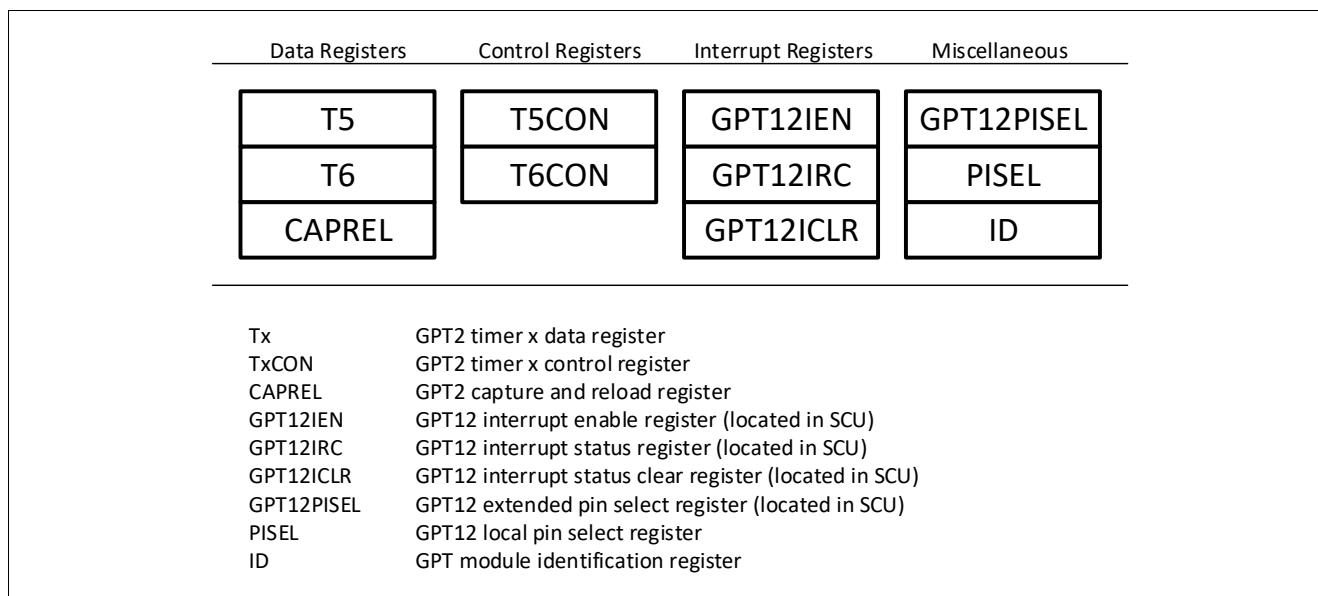 Data Registers Control Registers Interrupt Registers Miscellaneous
T5 T5CON GPT12IEN GPT12PISEL
T6 T6CON GPT12IRC PISEL
CAPREL GPT12ICLR ID
Tx GPT2 timer x data register
TxCON GPT2 timer x control register
CAPREL GPT2 capture and reload register
GPT12IEN GPT12 interrupt enable register (located in SCU)
GPT12IRC GPT12 interrupt status register (located in SCU)
GPT12ICLR GPT12 interrupt status clear register (located in SCU)
GPT12PISEL GPT12 extended pin select register (located in SCU)
PISEL GPT12 local pin select register
ID GPT module identification register